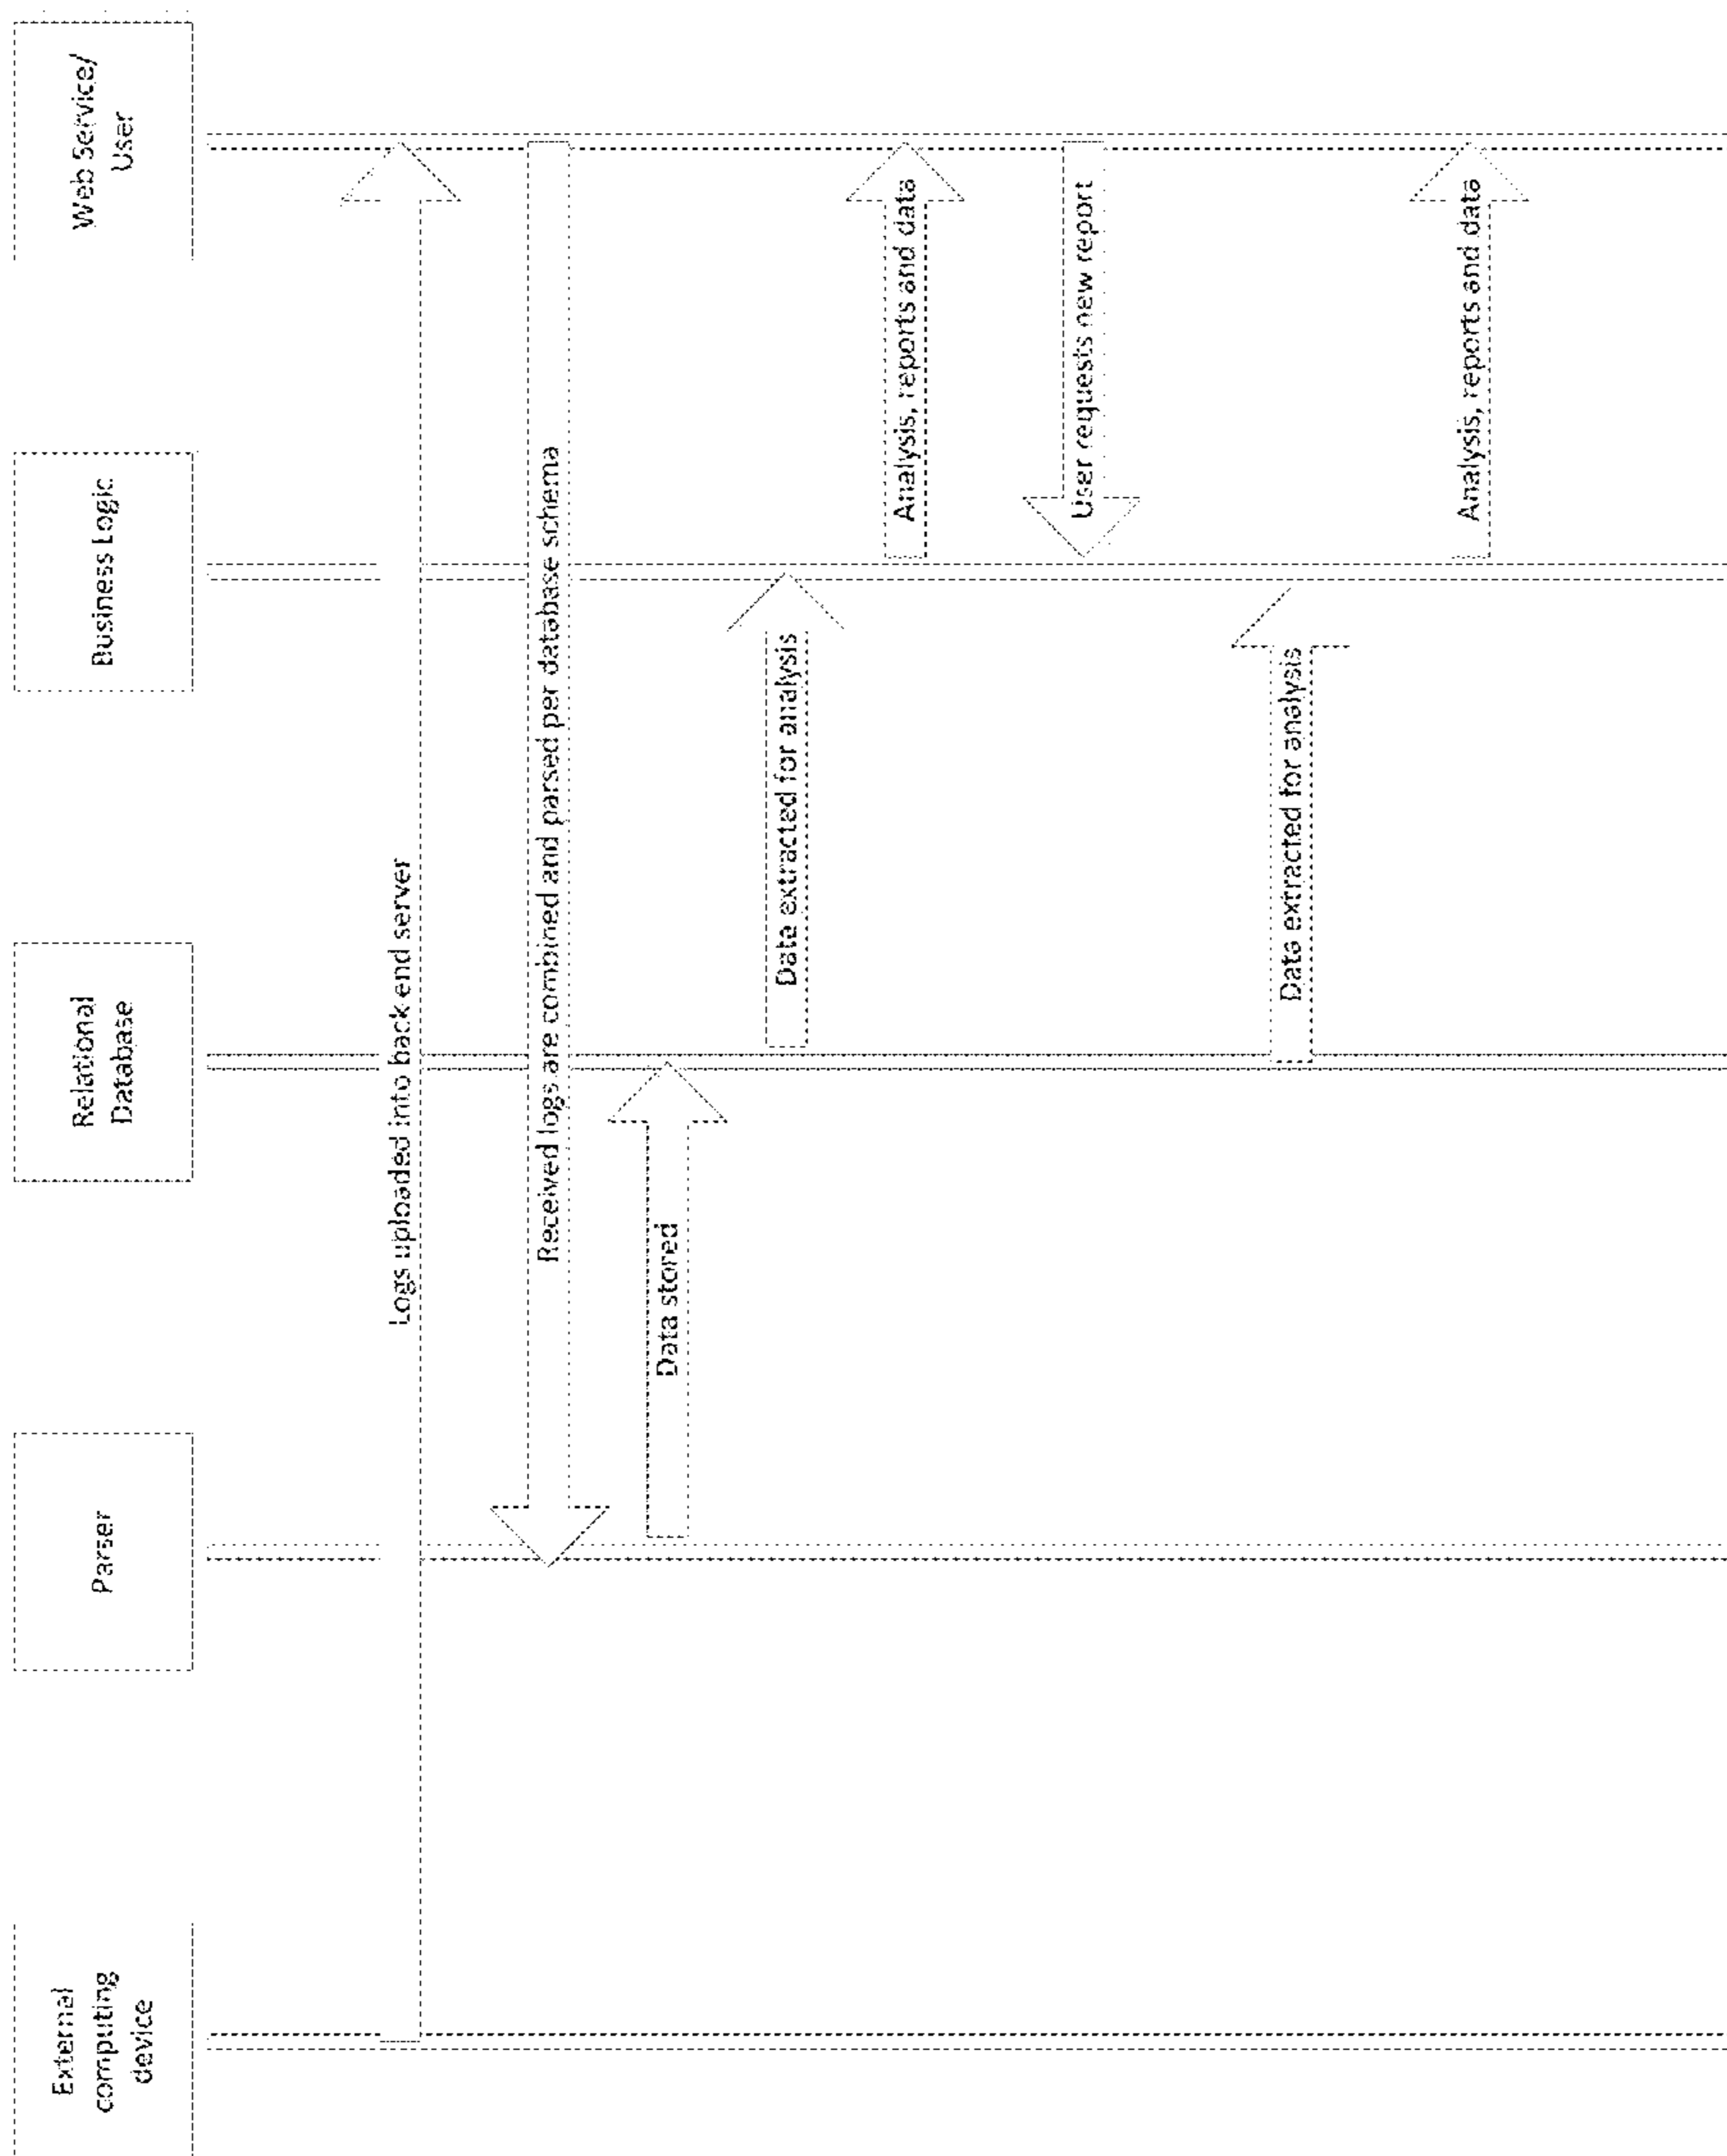 External
computing
device
Parser
Relational
Database
Business Logic
Web Service/
User
Logs uploaded into back end server
Received logs are combined and parsed per database schema
Data stored
Data extracted for analysis
Analysis, reports and data
User requests new report
Data extracted for analysis
Analysis, reports and data